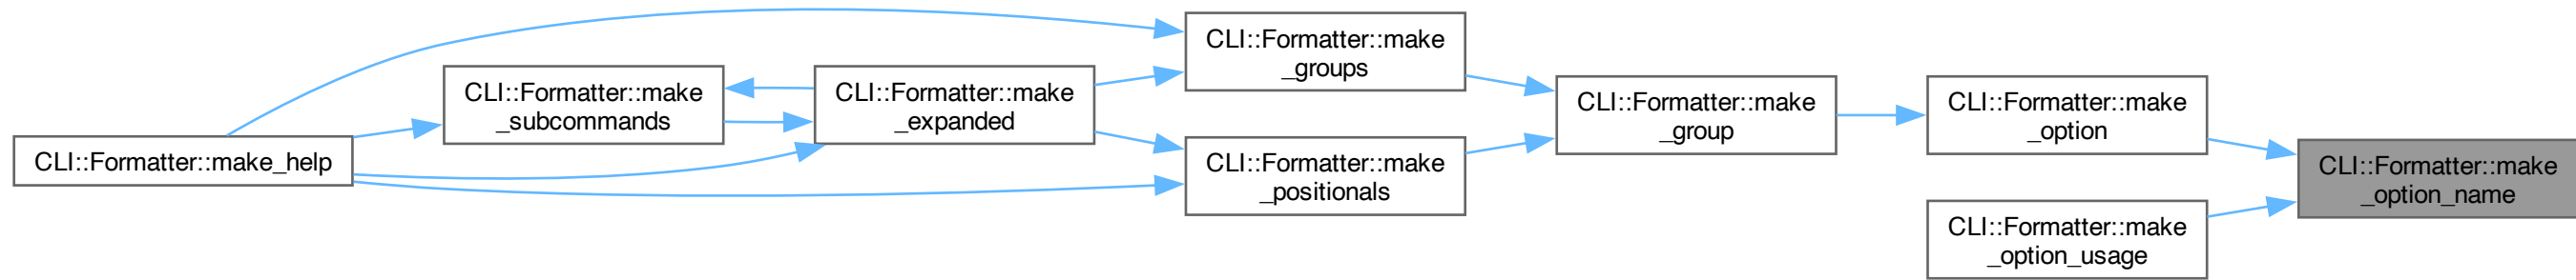 CLI::Formatter::make_help
CLI::Formatter::make
_subcommands
CLI::Formatter::make
_expanded
CLI::Formatter::make
_groups
CLI::Formatter::make
_positionals
CLI::Formatter::make
_group
CLI::Formatter::make
_option
CLI::Formatter::make
_option_usage
CLI::Formatter::make
_option_name